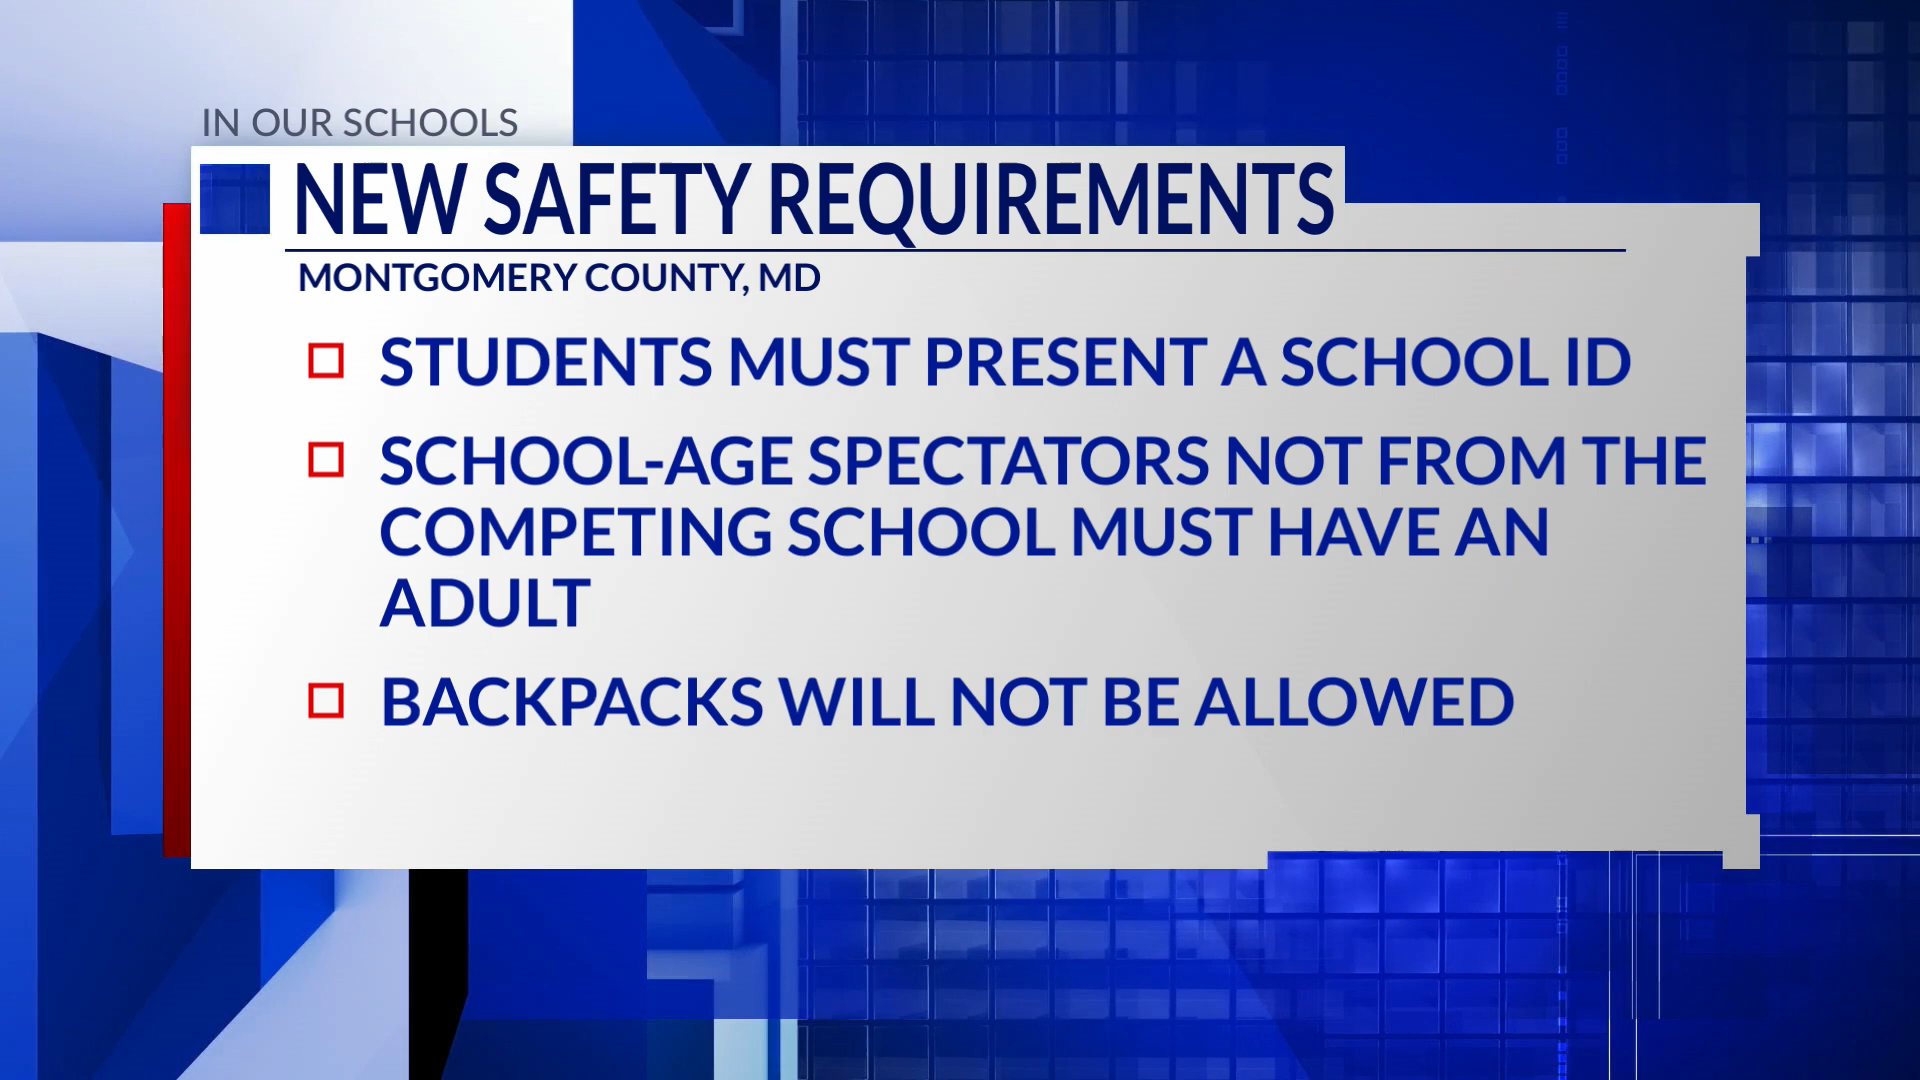 IN OUR SCHOOLS
NEW SAFETY REQUIREMENTS
MONTGOMERY COUNTY, MD
STUDENTS MUST PRESENT A SCHOOL ID
SCHOOL-AGE SPECTATORS NOT FROM THE
COMPETING SCHOOL MUST HAVE AN
ADULT
BACKPACKS WILL NOT BE ALLOWED